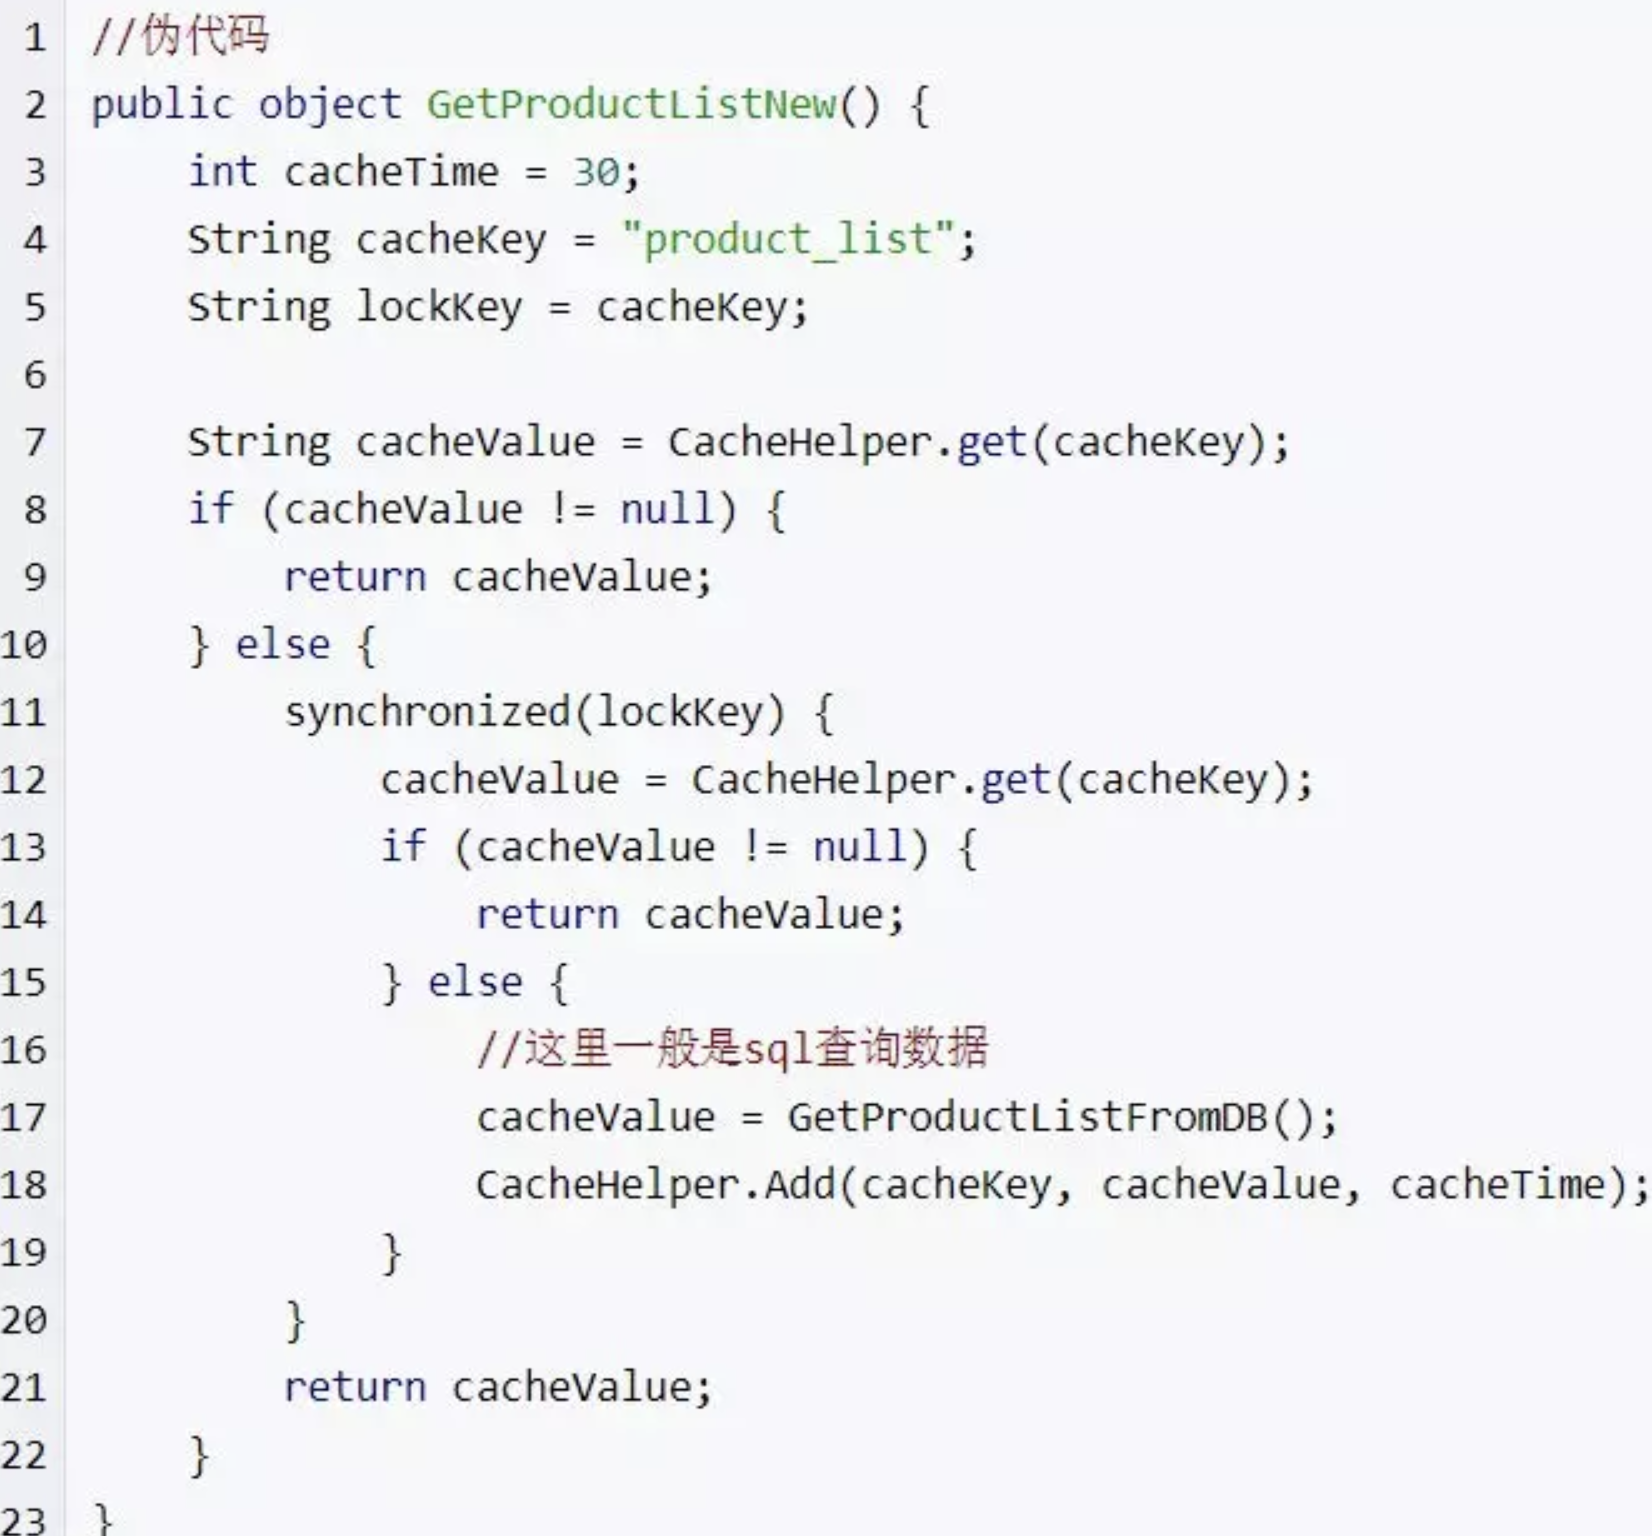 1 //伪代码
2 public object GetProductListNew() {
3 int cacheTime = 30;
4 String cacheKey = "product_list";
5 String lockKey = cacheKey;
6
7 String cacheValue = CacheHelper.get(cacheKey);
8 if (cacheValue != null) {
9 return cacheValue;
10 } else {
11 synchronized(lockKey) {
12 cacheValue = CacheHelper.get(cacheKey);
13 if (cacheValue != null) {
14 return cacheValue;
15 } else {
16 //这里一般是sql查询数据
17 cacheValue = GetProductListFromDB();
18 CacheHelper.Add(cacheKey, cacheValue, cacheTime);
19 }
20 }
21 return cacheValue;
22 }
23 }